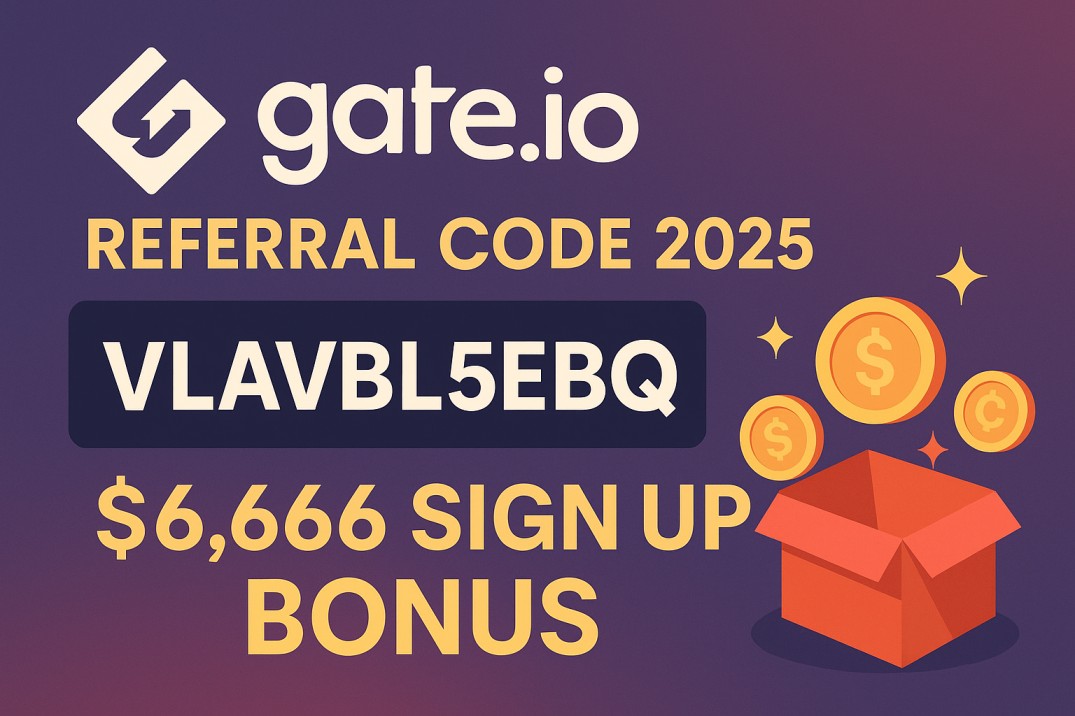 gate.io
REFERRAL CODE 2025
VLAVBL5EBQ
$6,666 SIGN UP
BONUS
$
$
¢